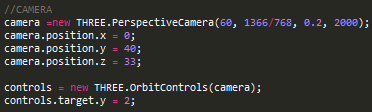 //CAMERA
camera =new THREE.PerspectiveCamera(60, 1366/768, 0.2, 2000);
camera.position.x = 0;
camera.position.y = 40;
camera.position.z = 33;
controls = new THREE.OrbitControls(camera);
controls.target.y = 2;